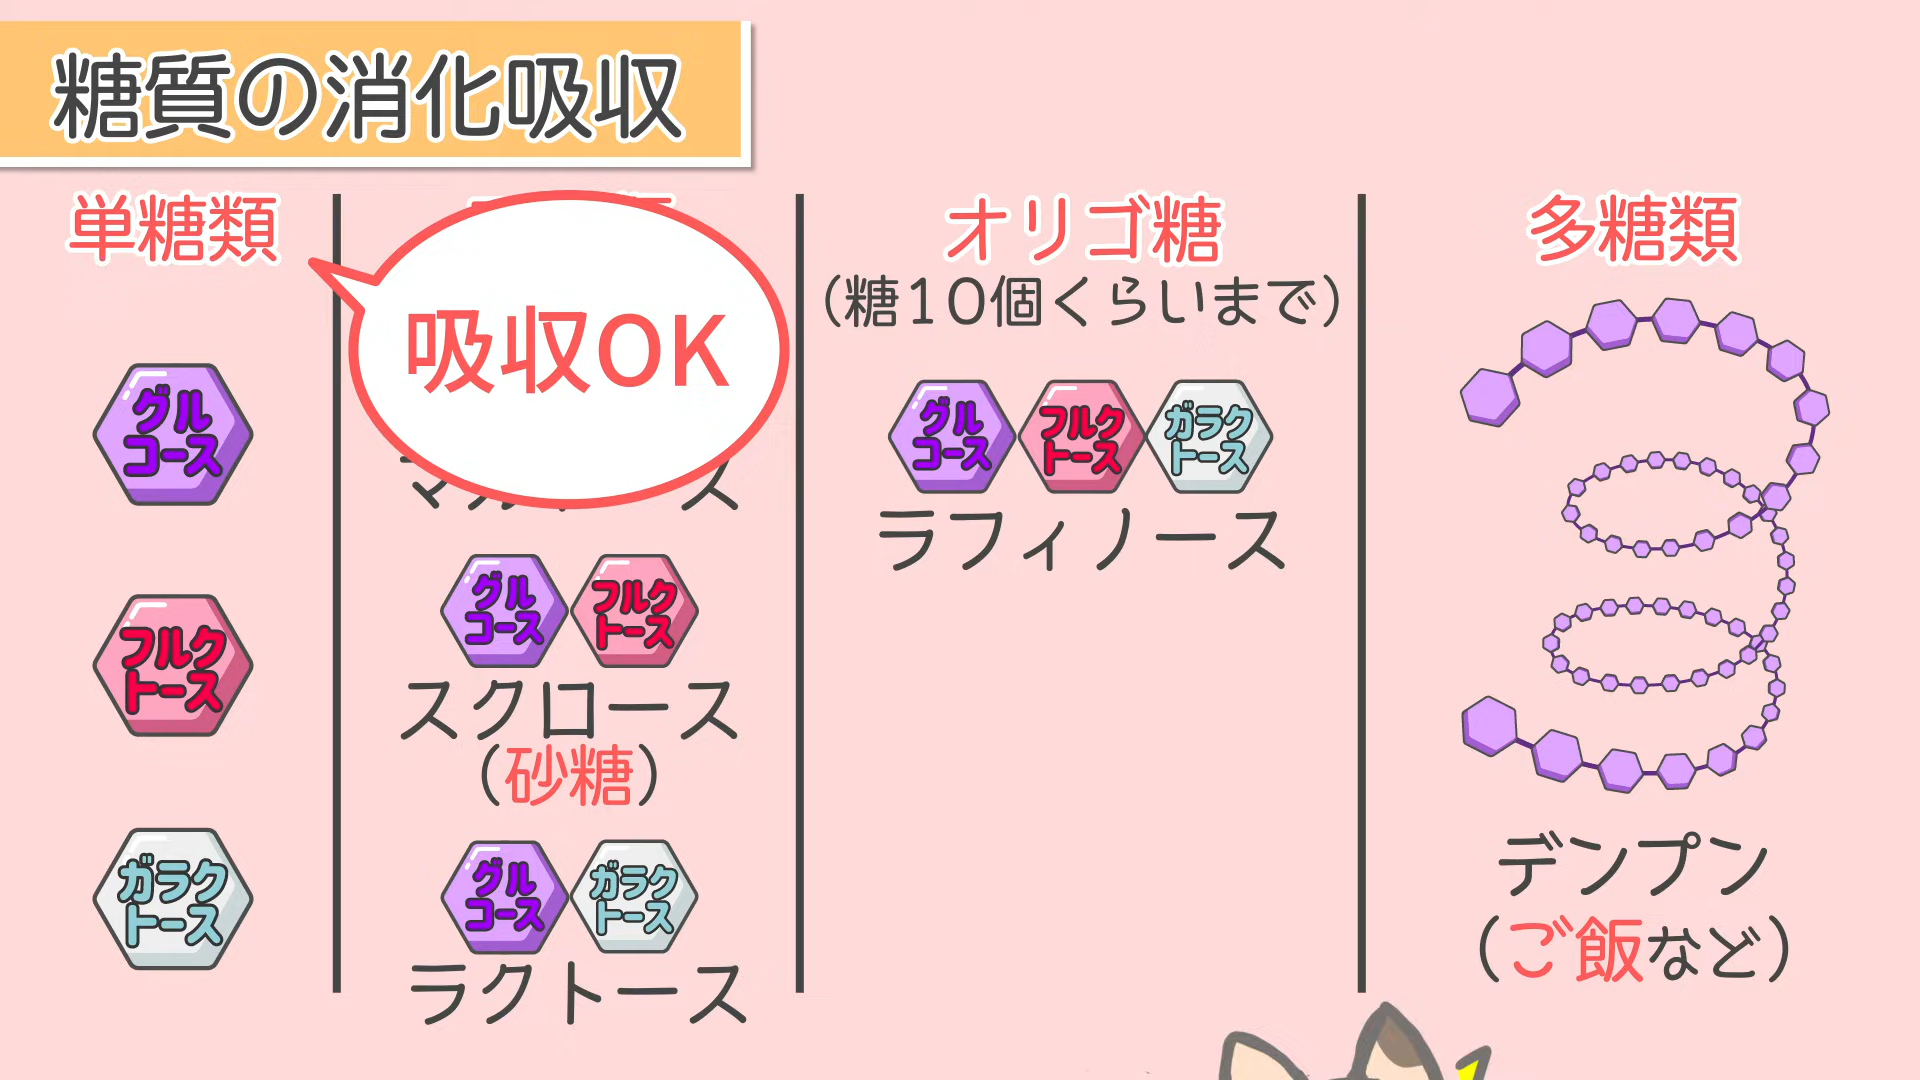 糖質の消化吸収
単糖類
グル
コース
フルク
トース
ガラク
トース
吸収OK
グル
コース
フルク
トース
スクロース
(砂糖)
グル
コース
ガラク
トース
ラクトース
オリゴ糖
(糖10個くらいまで)
グル
コース
フルク
トース
ガラク
トース
ラフィノース
多糖類
デンプン
(ご飯など)